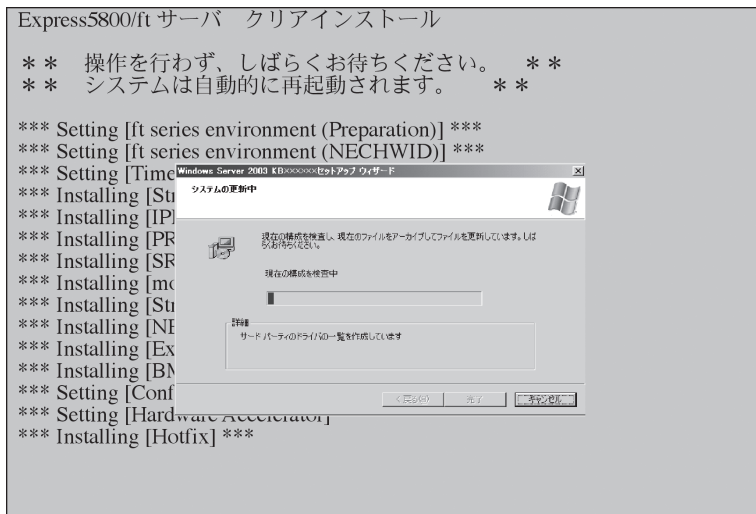 Express5800/ft サーバ　クリアインストール
＊＊　操作を行わず、しばらくお待ちください。　＊＊
＊＊　システムは自動的に再起動されます。　＊＊
*** Setting [ft series environment (Preparation)] ***
*** Setting [ft series environment (NECHWID)] ***
*** Setting [Time
*** Installing [Str
*** Installing [IP
*** Installing [PR
*** Installing [SR
*** Installing [mo
*** Installing [Str
*** Installing [NE
*** Installing [Ex
*** Installing [BM
*** Setting [Conf
*** Setting [Hardware Accelerator]
*** Installing [Hotfix] ***
Windows Server 2003 KB××××××セットアップ ウィザード
システムの更新中
現在の構成を検査し、現在のファイルをアーカイブしてファイルを更新しています。しば
らくお待ちください。
現在の構成を検査中
詳細
サード パーティのドライバの一覧を作成しています
< 戻る(B)
完了
キャンセル